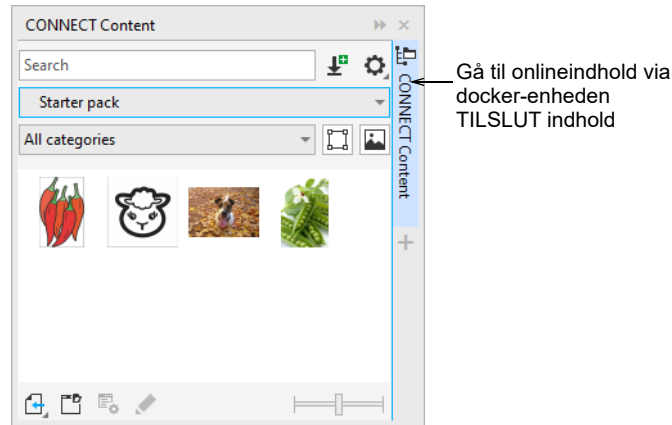 CONNECT Content
Search
Starter pack
All categories
CONNECT Content
Gå til onlineindhold via
docker-enheden
TILSLUT indhold